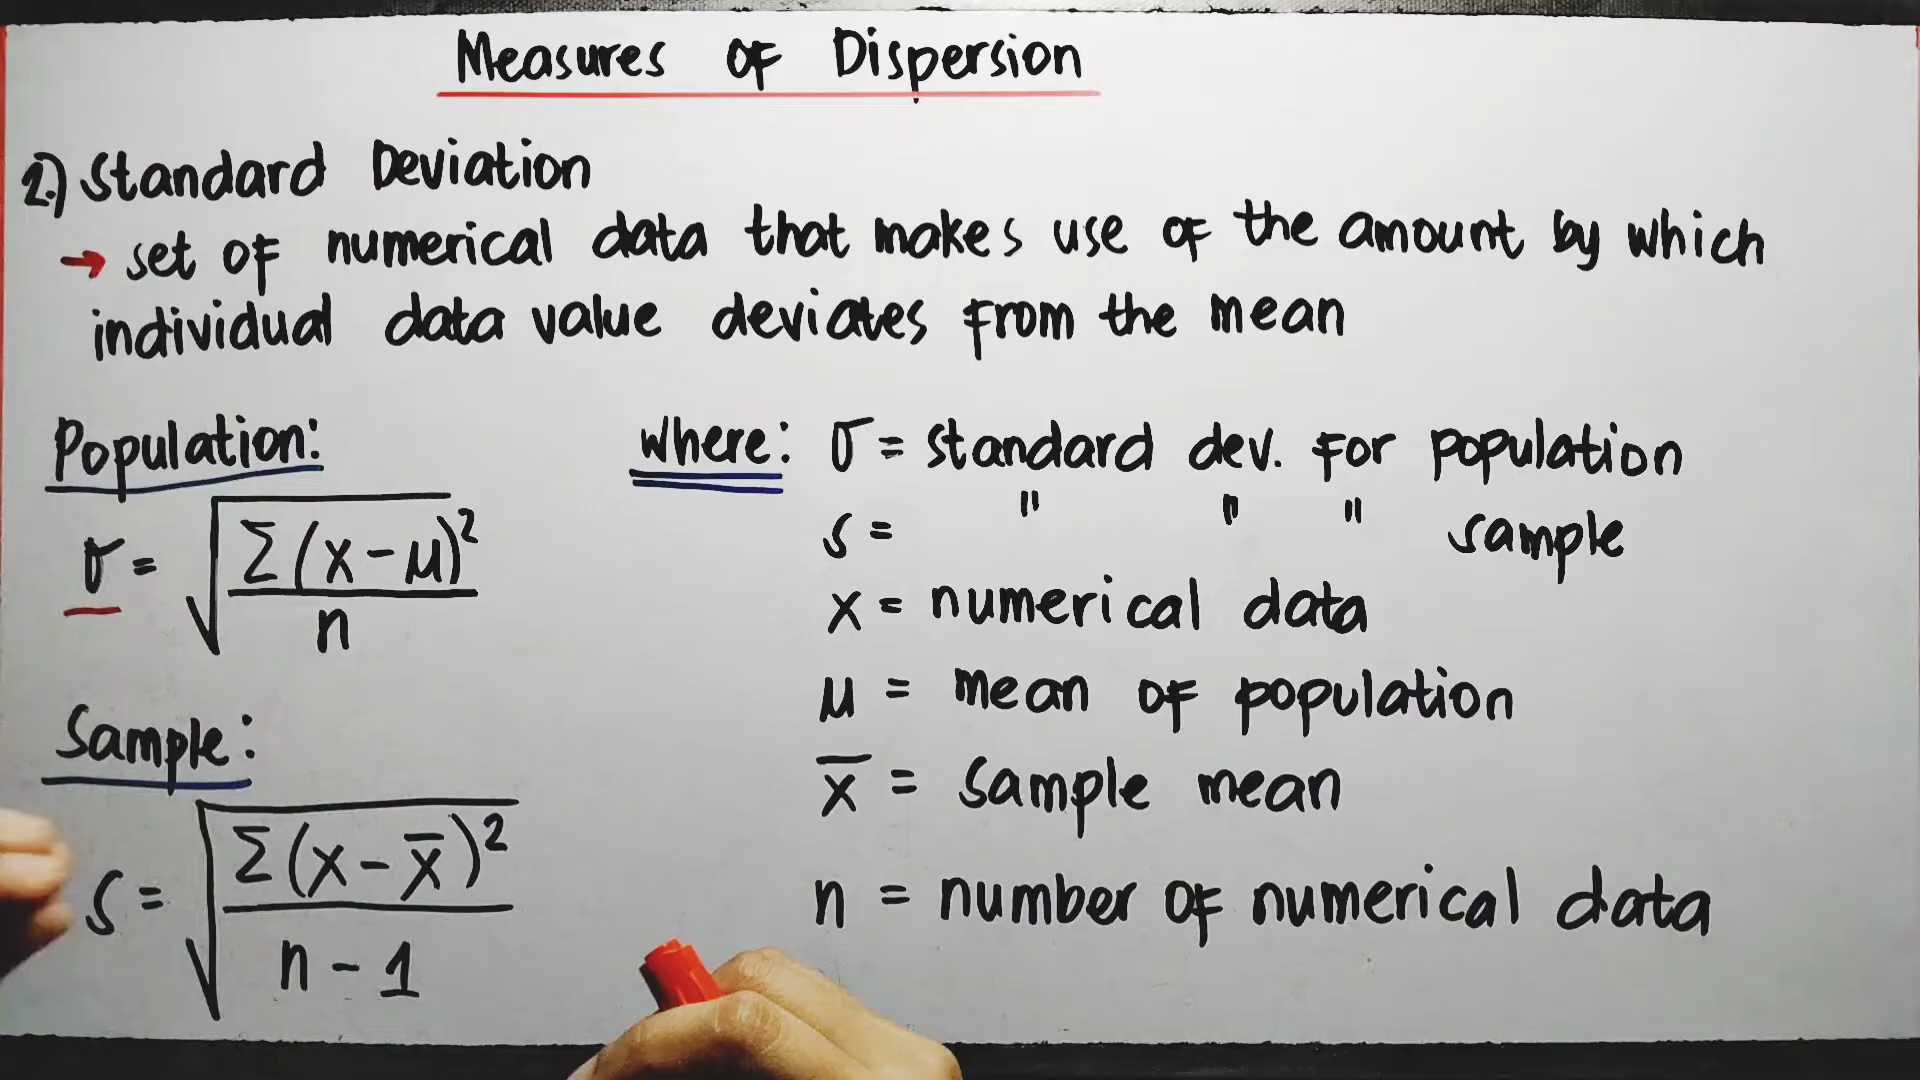 Measures of Dispersion
2.) Standard Deviation
→ set of numerical data that makes use of the amount by which
individual data value deviates from the mean
Population:
σ = √(Σ(x-μ)² / n)
Sample:
s = √(Σ(x-x̄)² / n-1)
Where: σ = standard dev. for population
s = " " " sample
x = numerical data
μ = mean of population
x̄ = sample mean
n = number of numerical data